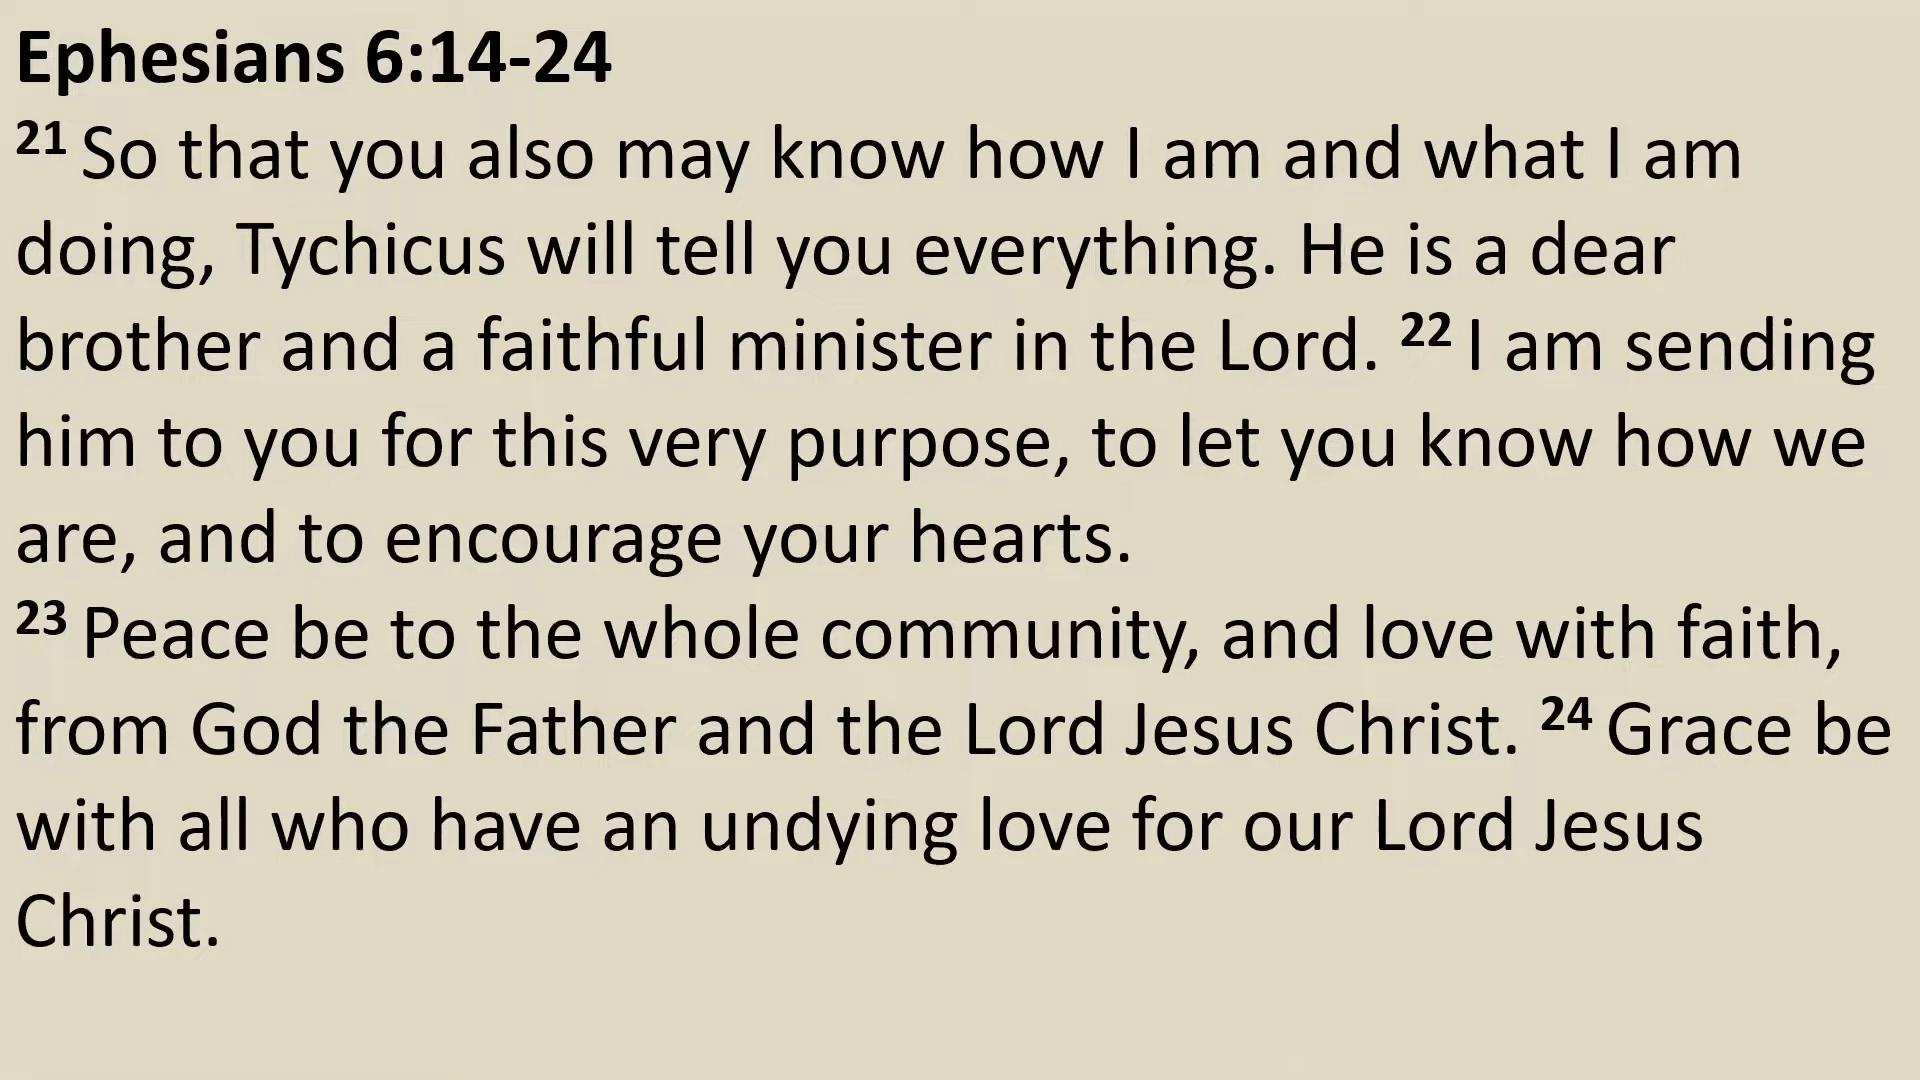 Ephesians 6:14-24
21 So that you also may know how I am and what I am
doing, Tychicus will tell you everything. He is a dear
brother and a faithful minister in the Lord. 22 I am sending
him to you for this very purpose, to let you know how we
are, and to encourage your hearts.
23 Peace be to the whole community, and love with faith,
from God the Father and the Lord Jesus Christ. 24 Grace be
with all who have an undying love for our Lord Jesus
Christ.